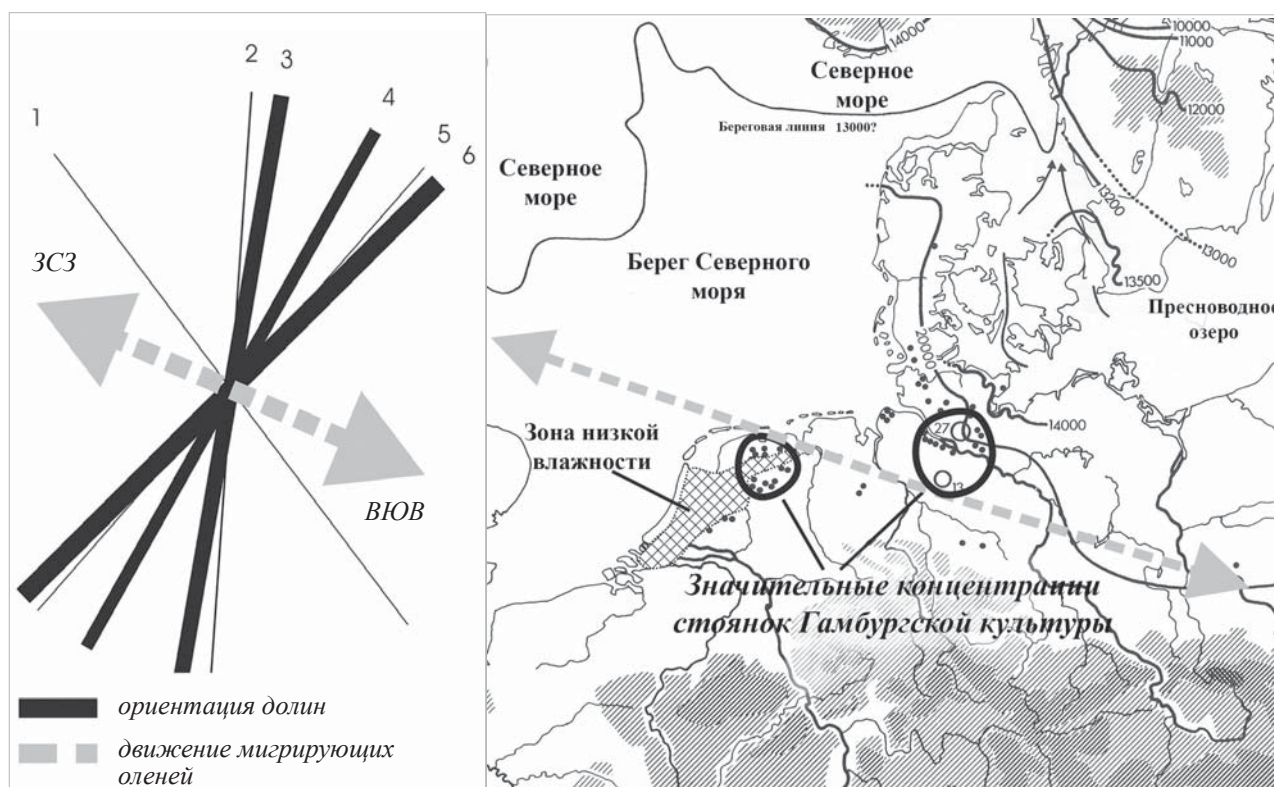 1
2
3
4
5
6
ЗСЗ
ВЮВ
ориентация долин
движение мигрирующих
оленей
14000
10000
11000
12000
Северное
море
Береговая линия 13000?
Северное
море
13200
13000
Берег Северного
моря
13500
Пресноводное
озеро
Зона низкой
влажности
14000
27
13
Значительные концентрации
стоянок Гамбургской культуры